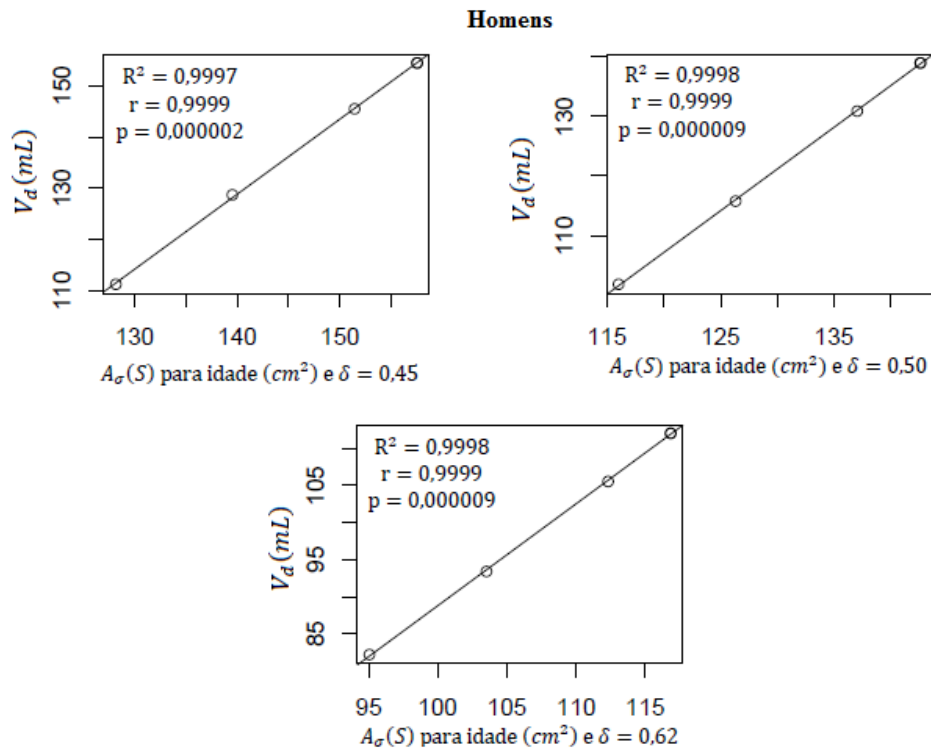 Homens
R² = 0,9997
r = 0,9999
p = 0,000002
V_d (mL)
150
130
110
130
140
150
A_σ(S) para idade (cm²) e δ = 0,45
R² = 0,9998
r = 0,9999
p = 0,000009
V_d (mL)
130
110
115
125
135
A_σ(S) para idade (cm²) e δ = 0,50
R² = 0,9998
r = 0,9999
p = 0,000009
V_d (mL)
105
95
85
95
100
105
110
115
A_σ(S) para idade (cm²) e δ = 0,62